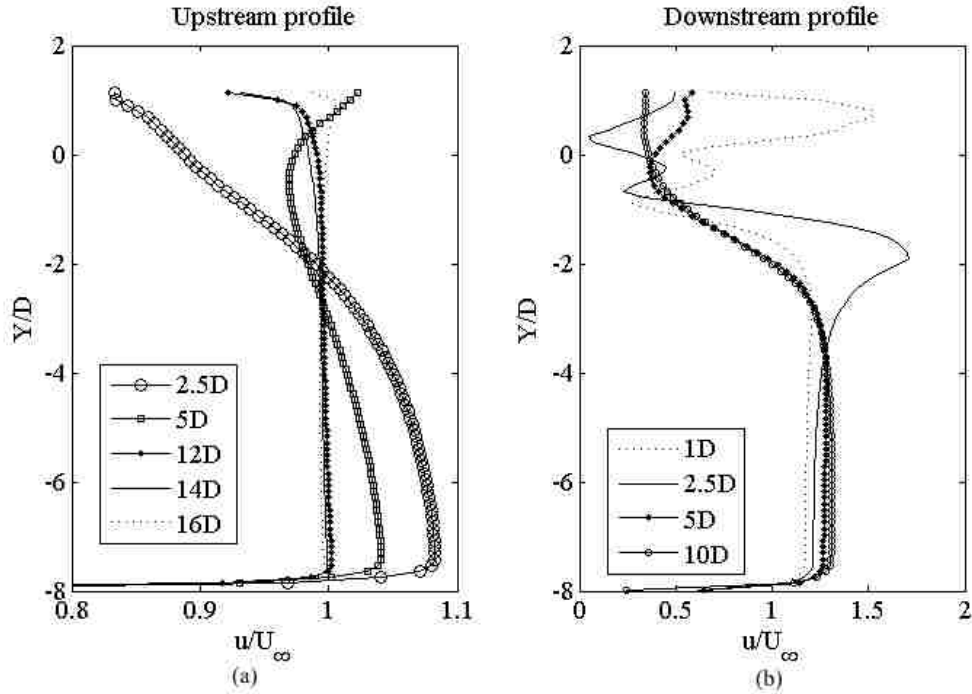 Upstream profile
2
0
-2
-4
-6
-8
0.8
0.9
1
1.1
Y/D
u/U∞
2.5D
5D
12D
14D
16D
(a)
Downstream profile
2
0
-2
-4
-6
-8
0
0.5
1
1.5
2
Y/D
u/U∞
1D
2.5D
5D
10D
(b)